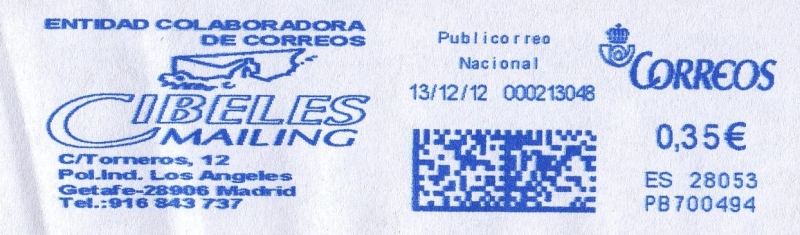 ENTIDAD COLABORADORA
DE CORREOS
CIBELES
MAILING
C/Torneros, 12
Pol.Ind. Los Angeles
Getafe-28906 Madrid
Tel.:916 843 737
Publicorreo
Nacional
13/12/12 000213048
CORREOS
0,35€
ES 28053
PB700494